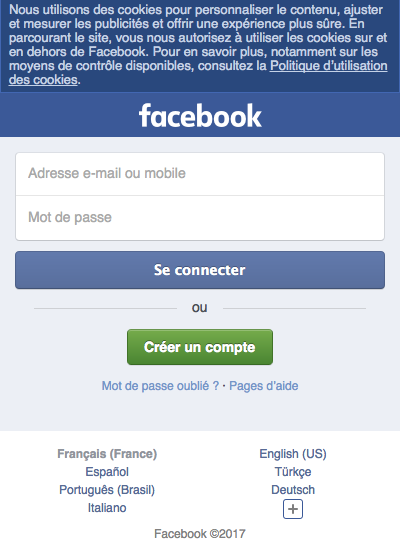 Nous utilisons des cookies pour personnaliser le contenu, ajuster
et mesurer les publicités et offrir une expérience plus sûre. En
parcourant le site, vous nous autorisez à utiliser les cookies sur et
en dehors de Facebook. Pour en savoir plus, notamment sur les
moyens de contrôle disponibles, consultez la Politique d'utilisation
des cookies.
facebook
Adresse e-mail ou mobile
Mot de passe
Se connecter
ou
Créer un compte
Mot de passe oublié ? · Pages d'aide
Français (France) English (US)
Español Türkçe
Português (Brasil) Deutsch
Italiano +
Facebook ©2017